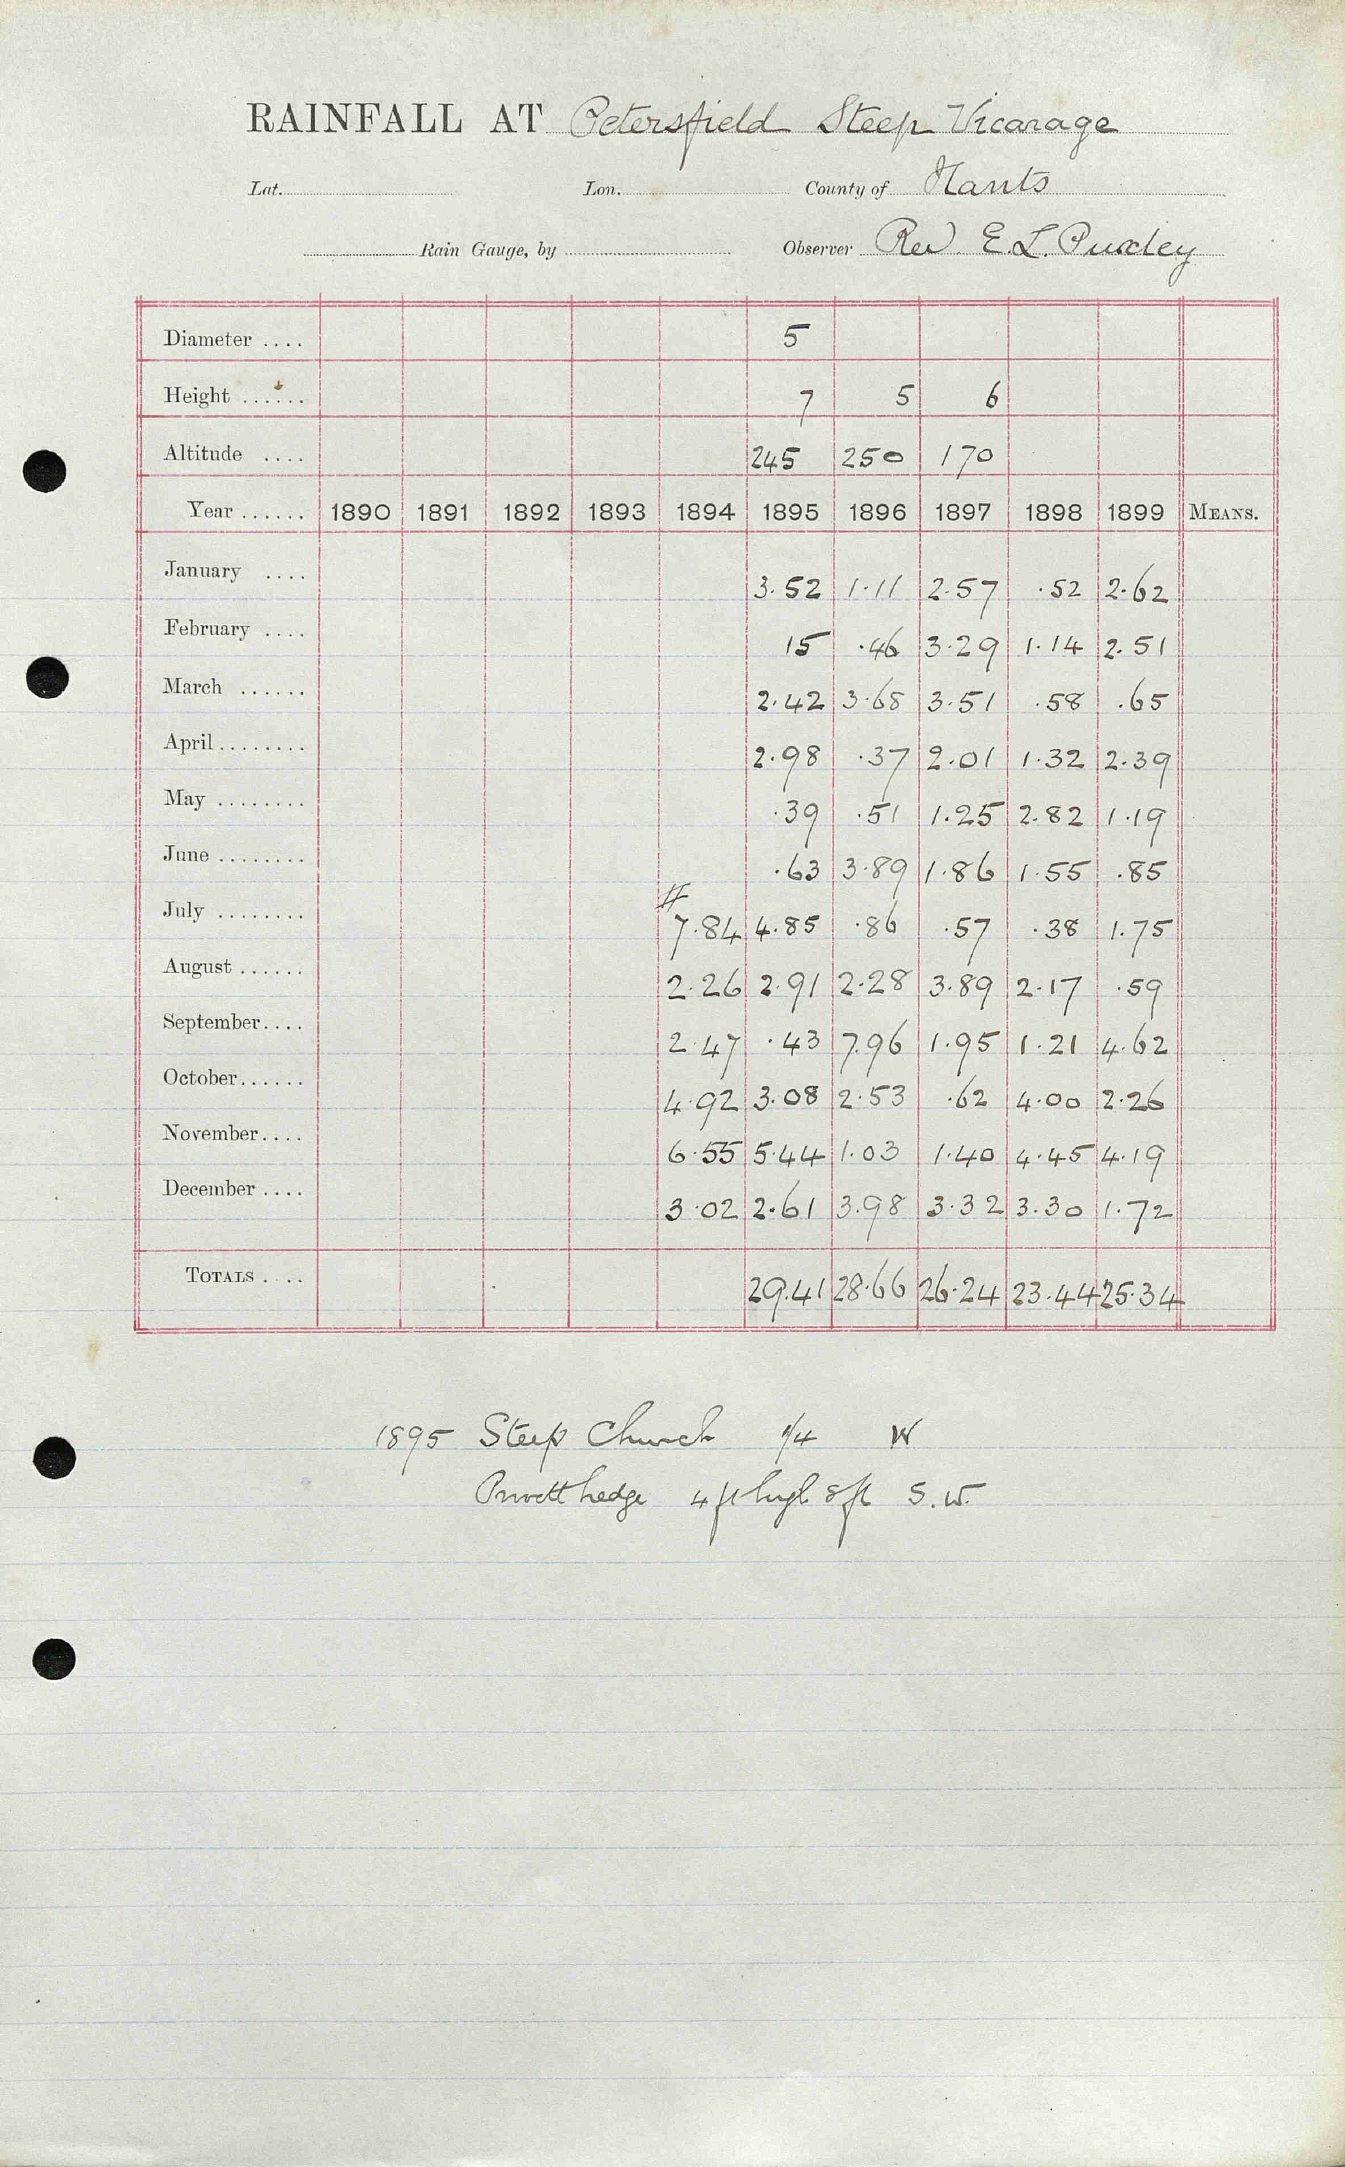 RAINFALL AT Petersfield Steep Vicarage
Lat. Lon. County of Hants
Rain Gauge, by Observer Rev E.L. Puxley
Diameter .... 5
Height ...... 7 5 6
Altitude .... 245 250 170
Year ...... 1890 1891 1892 1893 1894 1895 1896 1897 1898 1899 MEANS.
January .... 3.52 1.11 2.57 .52 2.62
February .... 15 .46 3.29 1.14 2.51
March ...... 2.42 3.68 3.51 .58 .65
April ........ 2.98 .37 2.01 1.32 2.39
May ........ .39 .51 1.25 2.82 1.19
June ........ .63 3.89 1.86 1.55 .85
July ........ # 7.84 4.85 .86 .57 .38 1.75
August ...... 2.26 2.91 2.28 3.89 2.17 .59
September.... 2.47 .43 7.96 1.95 1.21 4.62
October...... 4.92 3.08 2.53 .62 4.00 2.26
November.... 6.55 5.44 1.03 1.40 4.45 4.19
December .... 3.02 2.61 3.98 3.32 3.30 1.72
TOTALS .... 29.41 28.66 26.24 23.44 25.34
1895 Steep Church 1/4 W
Privett hedge 4 ft high 8 ft S.W.